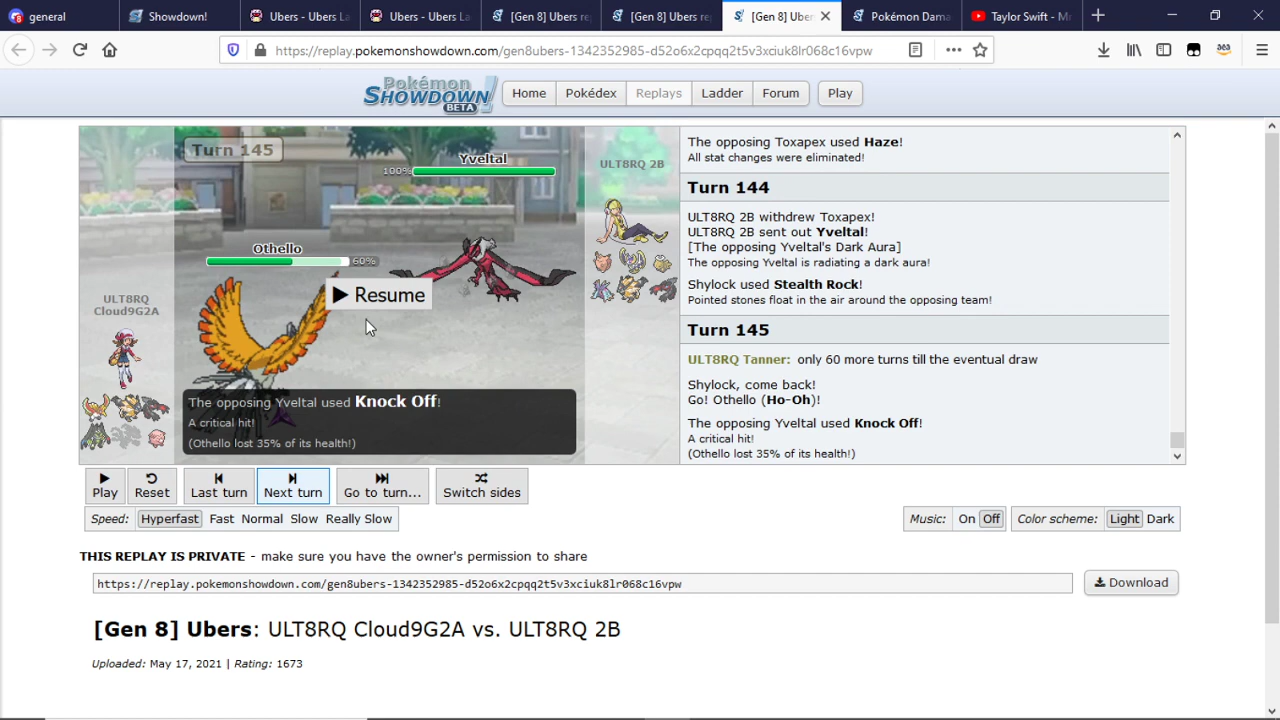 general
Showdown!
Ubers - Ubers La
Ubers - Ubers La
[Gen 8] Ubers re
[Gen 8] Ubers re
[Gen 8] Uber
Pokémon Dama
Taylor Swift - M
https://replay.pokemonshowdown.com/gen8ubers-1342352985-d52o6x2cpqq2t5v3xciuk8lr068c16vpw
Pokémon
SHOWDOWN!
BETA
Home
Pokédex
Replays
Ladder
Forum
Play
Turn 145
Yveltal
100%
Othello
60%
Resume
ULT8RQ
Cloud9G2A
ULT8RQ 2B
The opposing Yveltal used Knock Off!
A critical hit!
(Othello lost 35% of its health!)
The opposing Toxapex used Haze!
All stat changes were eliminated!
Turn 144
ULT8RQ 2B withdrew Toxapex!
ULT8RQ 2B sent out Yveltal!
[The opposing Yveltal's Dark Aura]
The opposing Yveltal is radiating a dark aura!
Shylock used Stealth Rock!
Pointed stones float in the air around the opposing team!
Turn 145
ULT8RQ Tanner: only 60 more turns till the eventual draw
Shylock, come back!
Go! Othello (Ho-Oh)!
The opposing Yveltal used Knock Off!
A critical hit!
(Othello lost 35% of its health!)
Play
Reset
Last turn
Next turn
Go to turn...
Switch sides
Speed: Hyperfast Fast Normal Slow Really Slow
Music: On Off
Color scheme: Light Dark
THIS REPLAY IS PRIVATE - make sure you have the owner's permission to share
https://replay.pokemonshowdown.com/gen8ubers-1342352985-d52o6x2cpqq2t5v3xciuk8lr068c16vpw
Download
[Gen 8] Ubers: ULT8RQ Cloud9G2A vs. ULT8RQ 2B
Uploaded: May 17, 2021 | Rating: 1673